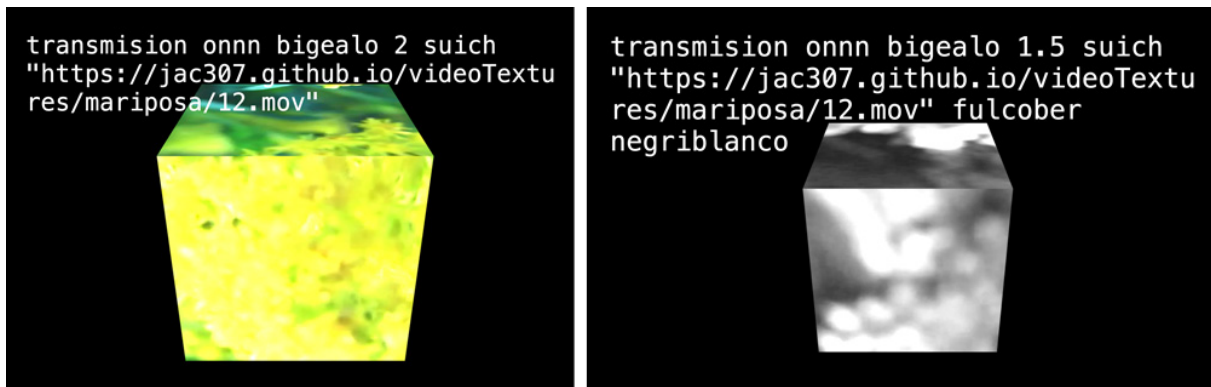 transmision onnn bigealo 2 suich
"https://jac307.github.io/videoTextu
res/mariposa/12.mov"
transmision onnn bigealo 1.5 suich
"https://jac307.github.io/videoTextu
res/mariposa/12.mov" fulcober
negriblanco